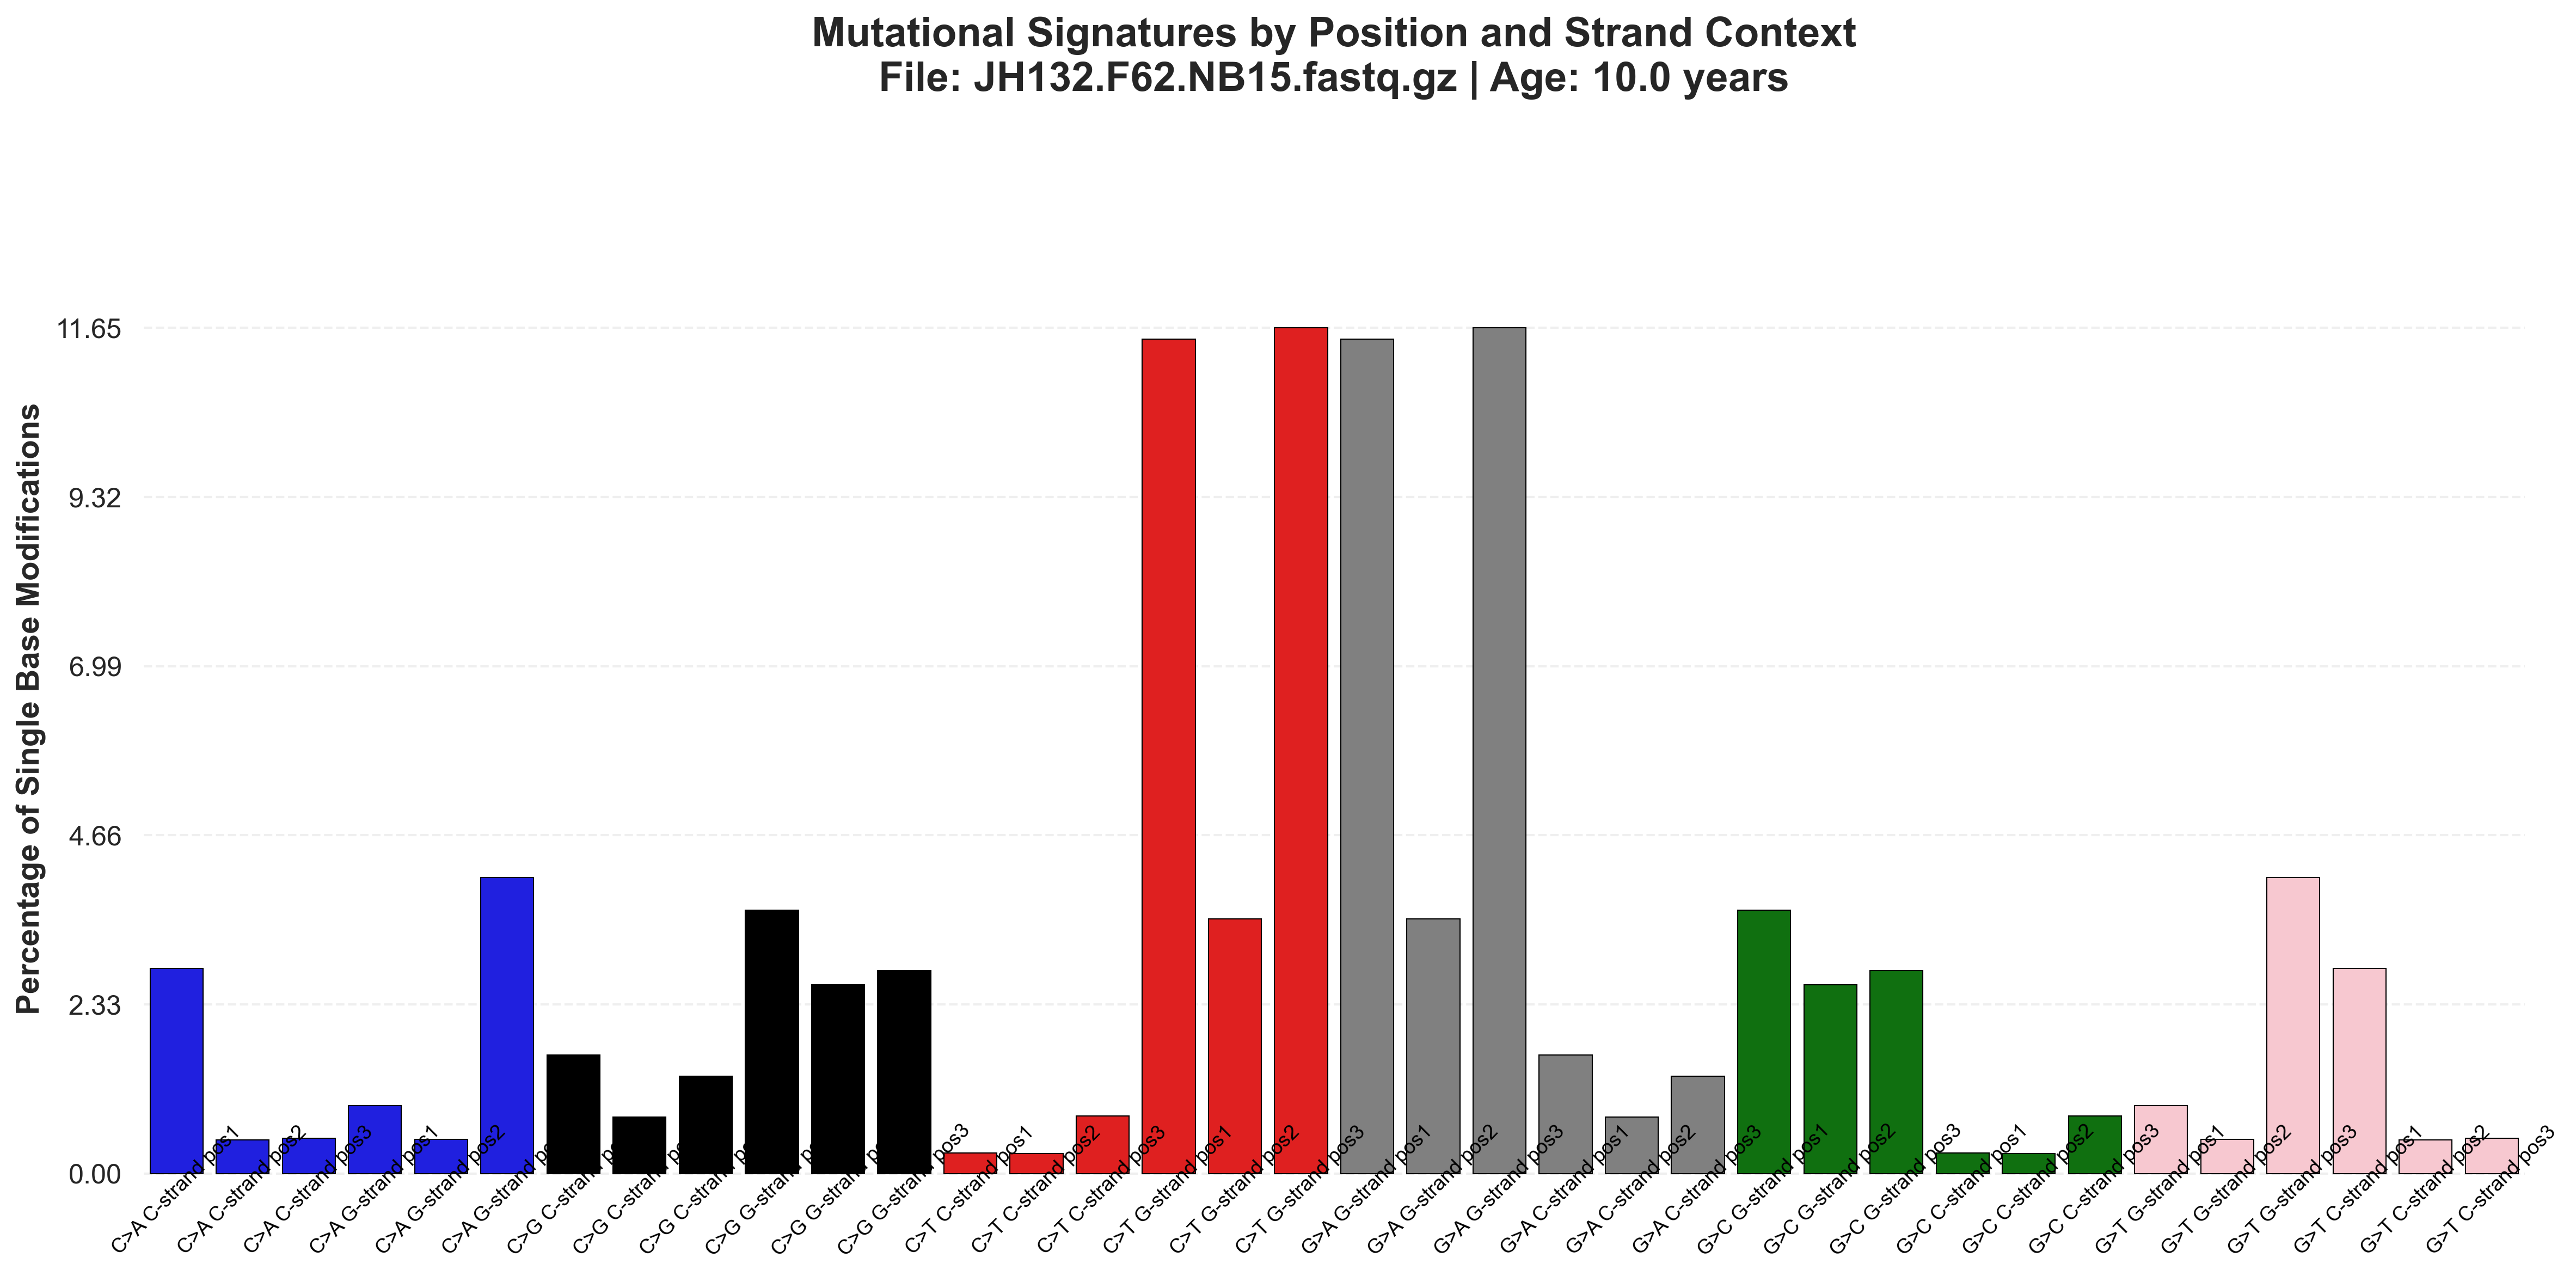 Mutational Signatures by Position and Strand Context
File: JH132.F62.NB15.fastq.gz | Age: 10.0 years
Percentage of Single Base Modifications
11.65
9.32
6.99
4.66
2.33
0.00
C>A C-strand pos1
C>A C-strand pos2
C>A C-strand pos3
C>A G-strand pos1
C>A G-strand pos2
C>A G-strand
C>G C-strand
C>G C-strand
C>G C-strand
C>G G-strand
C>G G-strand
C>G G-strand pos3
C>T C-strand pos1
C>T C-strand pos2
C>T C-strand pos3
C>T G-strand pos1
C>T G-strand pos2
C>T G-strand pos3
G>A G-strand pos1
G>A G-strand pos2
G>A G-strand pos3
G>A C-strand pos1
G>A C-strand pos2
G>A C-strand pos3
G>C G-strand pos1
G>C G-strand pos2
G>C G-strand pos3
G>C C-strand pos1
G>C C-strand pos2
G>C C-strand pos3
G>T G-strand pos1
G>T G-strand pos2
G>T G-strand pos3
G>T C-strand pos1
G>T C-strand pos2
G>T C-strand pos3